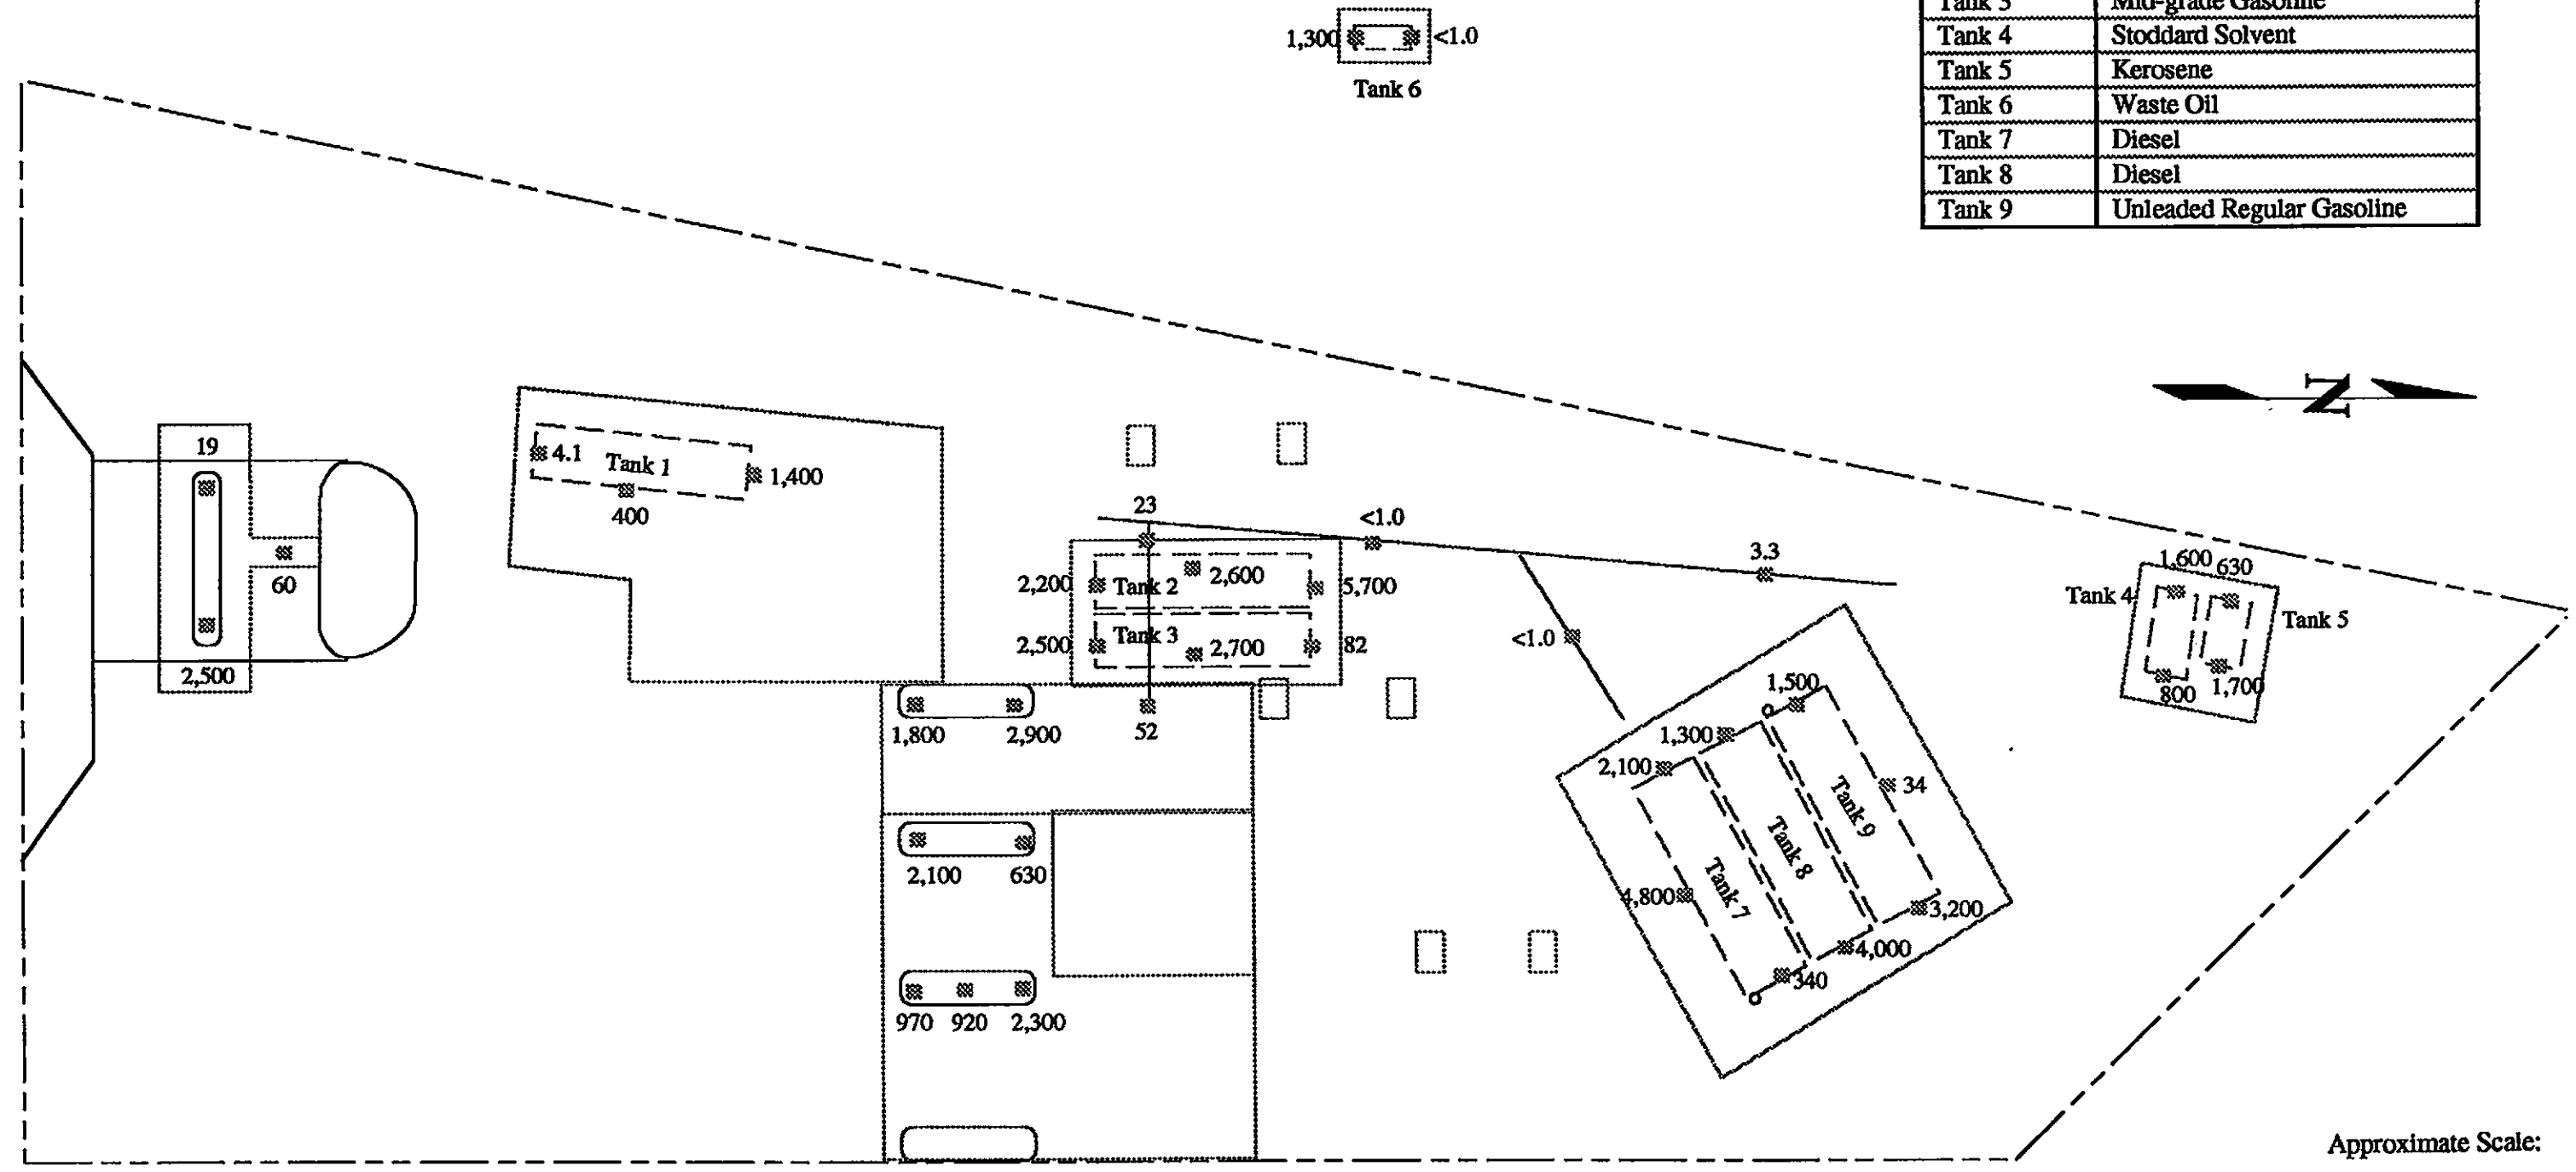 Tank 3 Mid-grade Gasoline
Tank 4 Stoddard Solvent
Tank 5 Kerosene
Tank 6 Waste Oil
Tank 7 Diesel
Tank 8 Diesel
Tank 9 Unleaded Regular Gasoline
1,300 <1.0
Tank 6
N
19
60
2,500
4.1 Tank 1 1,400
400
23
<1.0
3.3
2,200 Tank 2 2,600 5,700
2,500 Tank 3 2,700 82
52
<1.0
1,600 630
Tank 4 Tank 5
800 1,700
1,800 2,900
2,100 630
970 920 2,300
1,500
1,300
2,100
34
Tank 9
Tank 8
Tank 7
4,800
3,200
4,000
340
Approximate Scale: